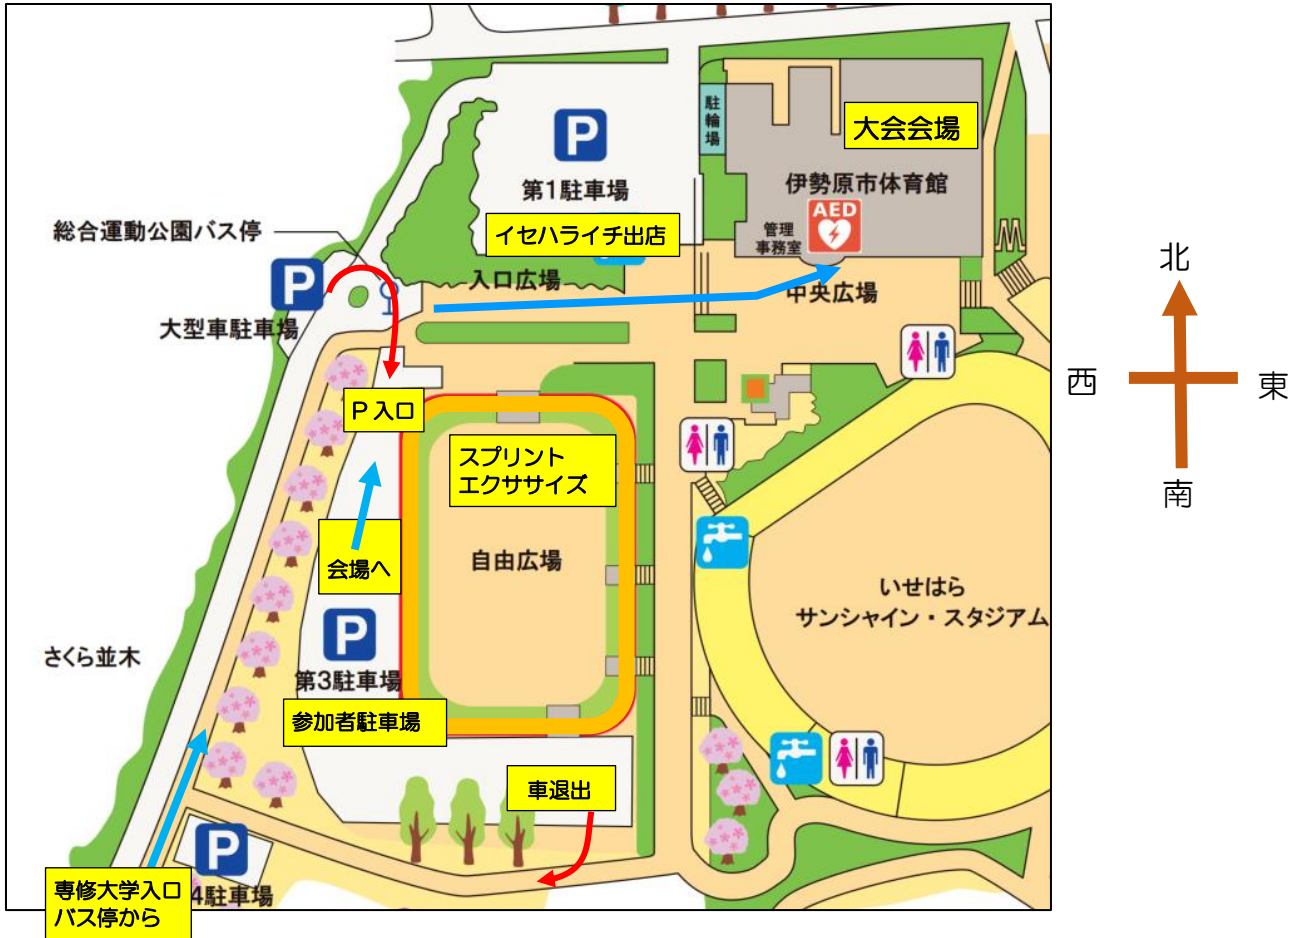 駐輪場
大会会場
P
第1駐車場
伊勢原市体育館
AED
管理
事務室
イセハライチ出店
総合運動公園バス停
入口広場
中央広場
P
大型車駐車場
北
西
東
南
P 入口
スプリント
エクササイズ
会場へ
自由広場
いせはら
サンシャイン・スタジアム
さくら並木
P
第3駐車場
参加者駐車場
車退出
P
4駐車場
専修大学入口
バス停から